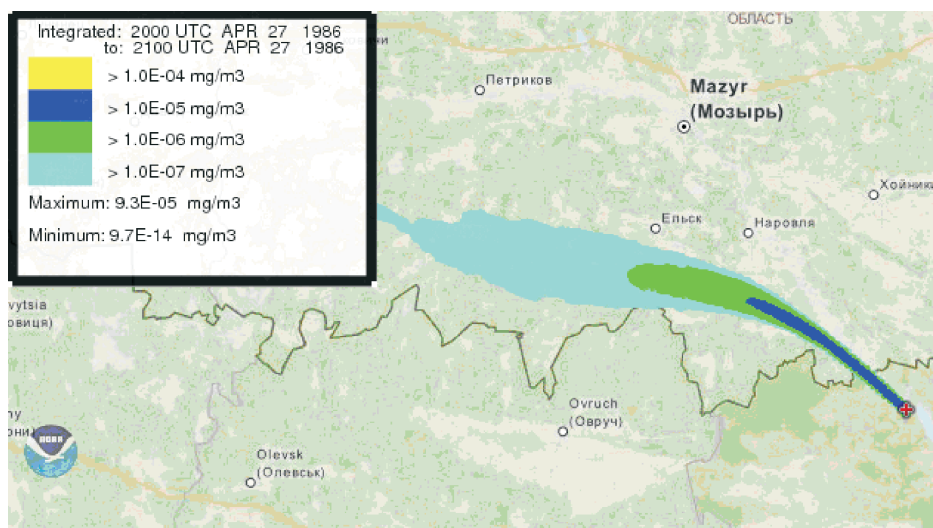 ОБЛАСТЬ
Integrated: 2000 UTC APR 27 1986
to: 2100 UTC APR 27 1986
> 1.0E-04 mg/m3
> 1.0E-05 mg/m3
> 1.0E-06 mg/m3
> 1.0E-07 mg/m3
Maximum: 9.3E-05 mg/m3
Minimum: 9.7E-14 mg/m3
Петриков
Mazyr
(Мозырь)
Хойники
Ельск
Наровля
vytsia
овиця)
Ovruch
(Овруч)
Olevsk
(Олевськ)
NOAA